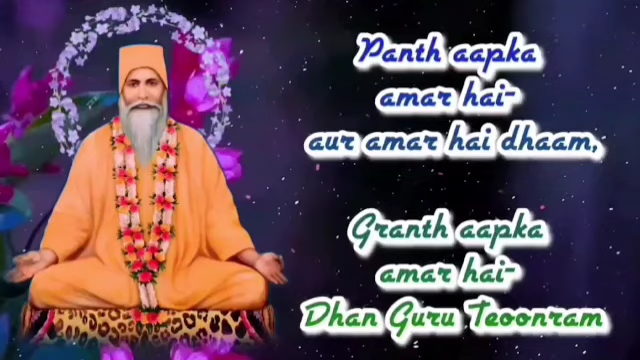 Panth aapka
amar hai-
aur amar hai dhaam,
Granth aapka
amar hai-
Dhan Guru Teoonram